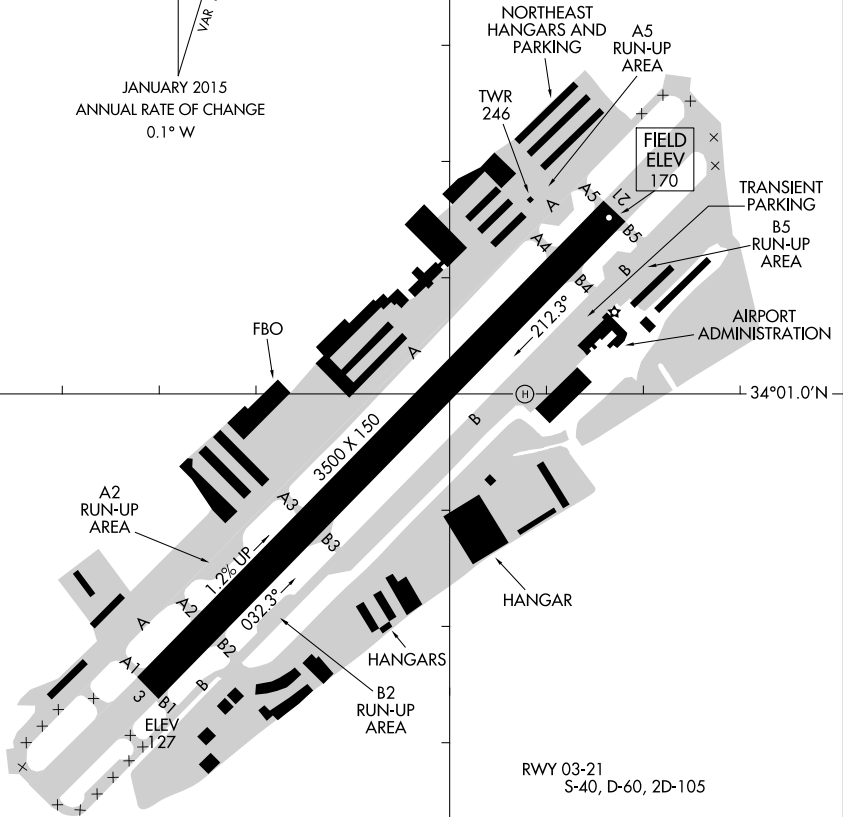 VAR
JANUARY 2015
ANNUAL RATE OF CHANGE
0.1° W
NORTHEAST
HANGARS AND
PARKING
A5
RUN-UP
AREA
TWR
246
FIELD
ELEV
170
TRANSIENT
PARKING
B5
RUN-UP
AREA
AIRPORT
ADMINISTRATION
A5
21
A
A4
B5
B
B4
212.3°
FBO
A
H
34°01.0'N
B
3500 X 150
A2
RUN-UP
AREA
A3
B3
1.2% UP
032.3°
HANGAR
A
A2
B2
HANGARS
A1
3
B1
B
B2
RUN-UP
AREA
ELEV
127
RWY 03-21
S-40, D-60, 2D-105